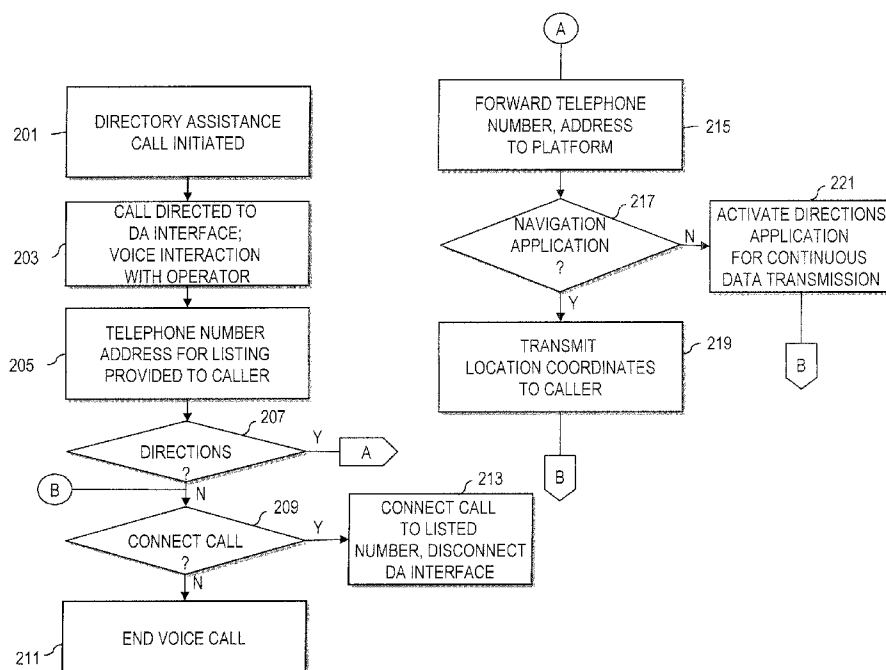 201
DIRECTORY ASSISTANCE
CALL INITIATED
203
CALL DIRECTED TO
DA INTERFACE;
VOICE INTERACTION
WITH OPERATOR
205
TELEPHONE NUMBER
ADDRESS FOR LISTING
PROVIDED TO CALLER
207
DIRECTIONS
?
Y
A
B
N
209
CONNECT CALL
?
Y
N
213
CONNECT CALL
TO LISTED
NUMBER, DISCONNECT
DA INTERFACE
211
END VOICE CALL
A
FORWARD TELEPHONE
NUMBER, ADDRESS
TO PLATFORM
215
217
NAVIGATION
APPLICATION
?
N
Y
221
ACTIVATE DIRECTIONS
APPLICATION
FOR CONTINUOUS
DATA TRANSMISSION
B
TRANSMIT
LOCATION COORDINATES
TO CALLER
219
B